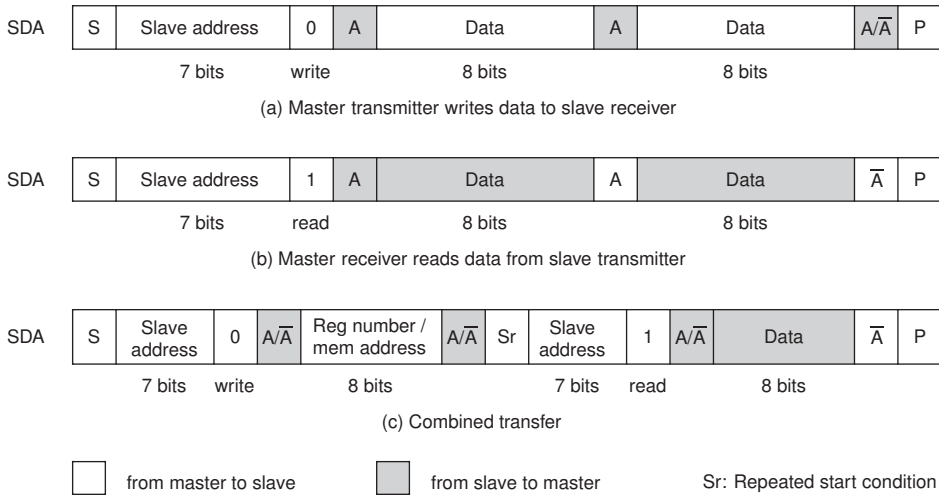 SDA S Slave address 0 A Data A Data A/A̅ P
7 bits write 8 bits 8 bits
(a) Master transmitter writes data to slave receiver
SDA S Slave address 1 A Data A Data A̅ P
7 bits read 8 bits 8 bits
(b) Master receiver reads data from slave transmitter
SDA S Slave address 0 A/A̅ Reg number / mem address A/A̅ Sr Slave address 1 A/A̅ Data A̅ P
7 bits write 8 bits 7 bits read 8 bits
(c) Combined transfer
from master to slave from slave to master Sr: Repeated start condition